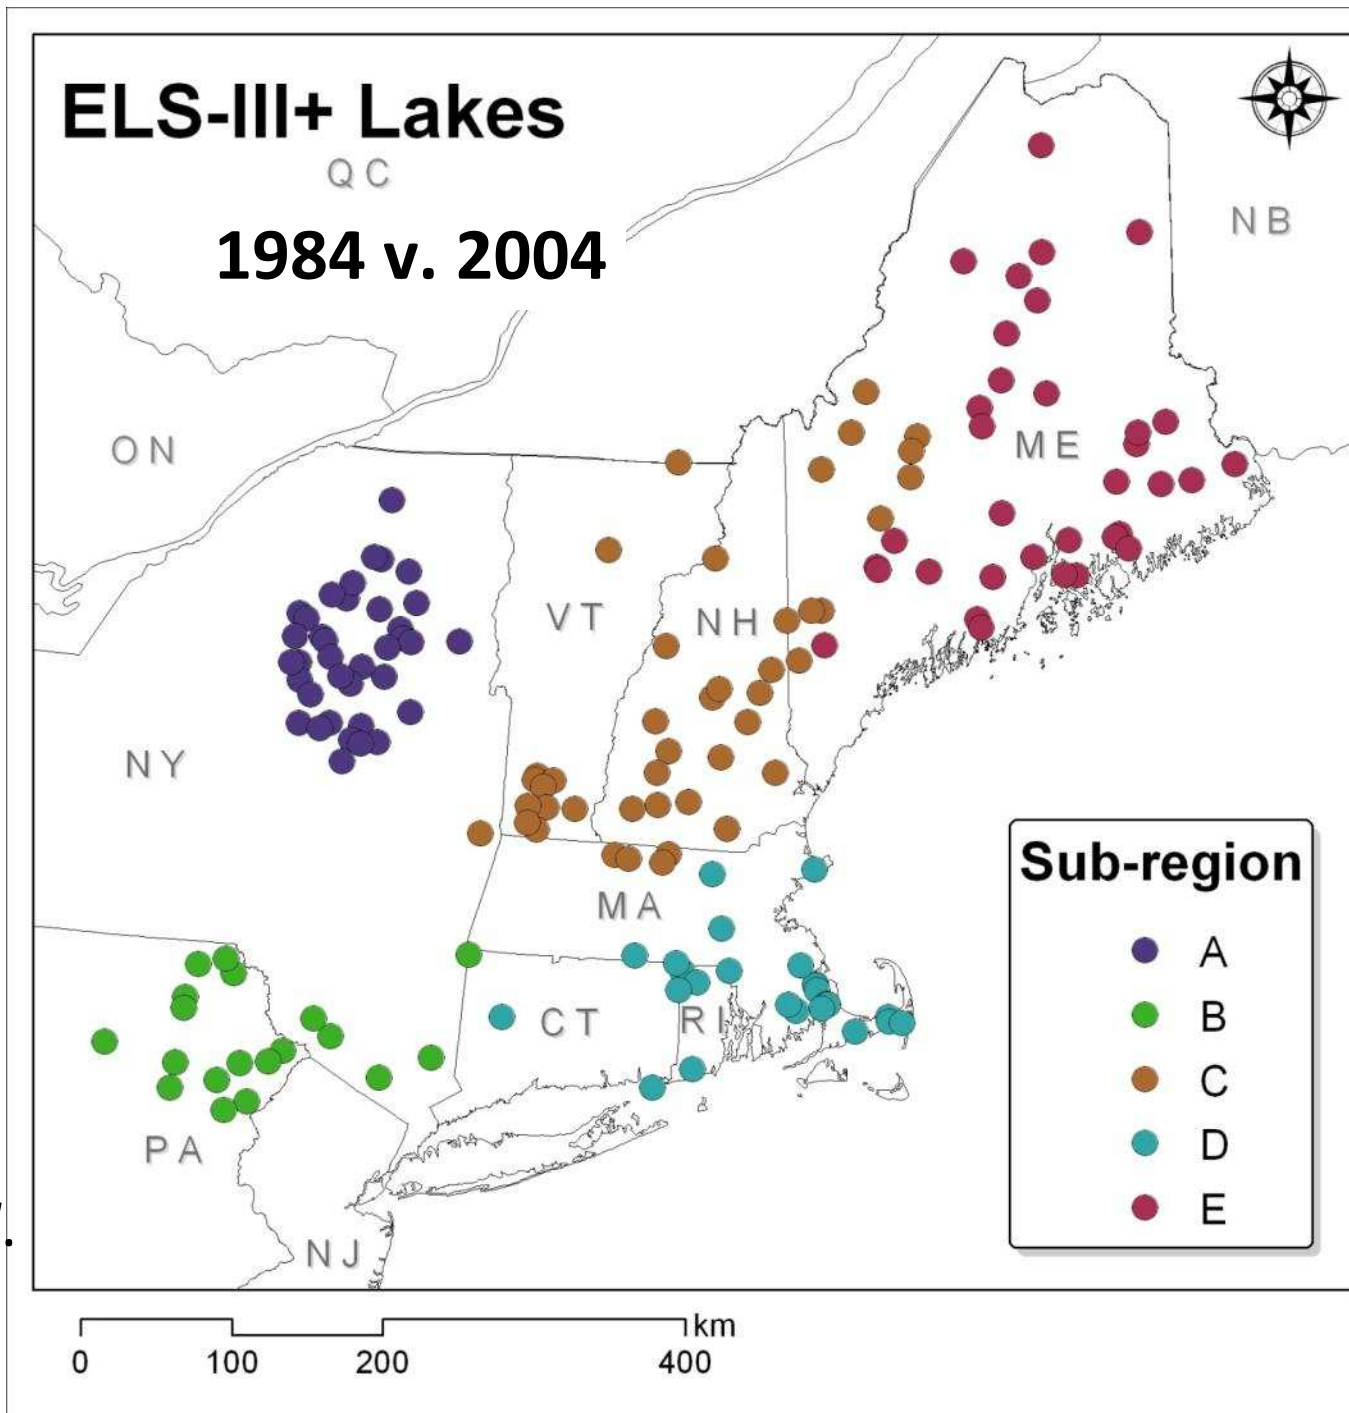 ELS-III+ Lakes
QC
1984 v. 2004
NB
ON
ME
VT
NH
NY
MA
CT
RI
PA
NJ
Sub-region
A
B
C
D
E
km
0 100 200 400